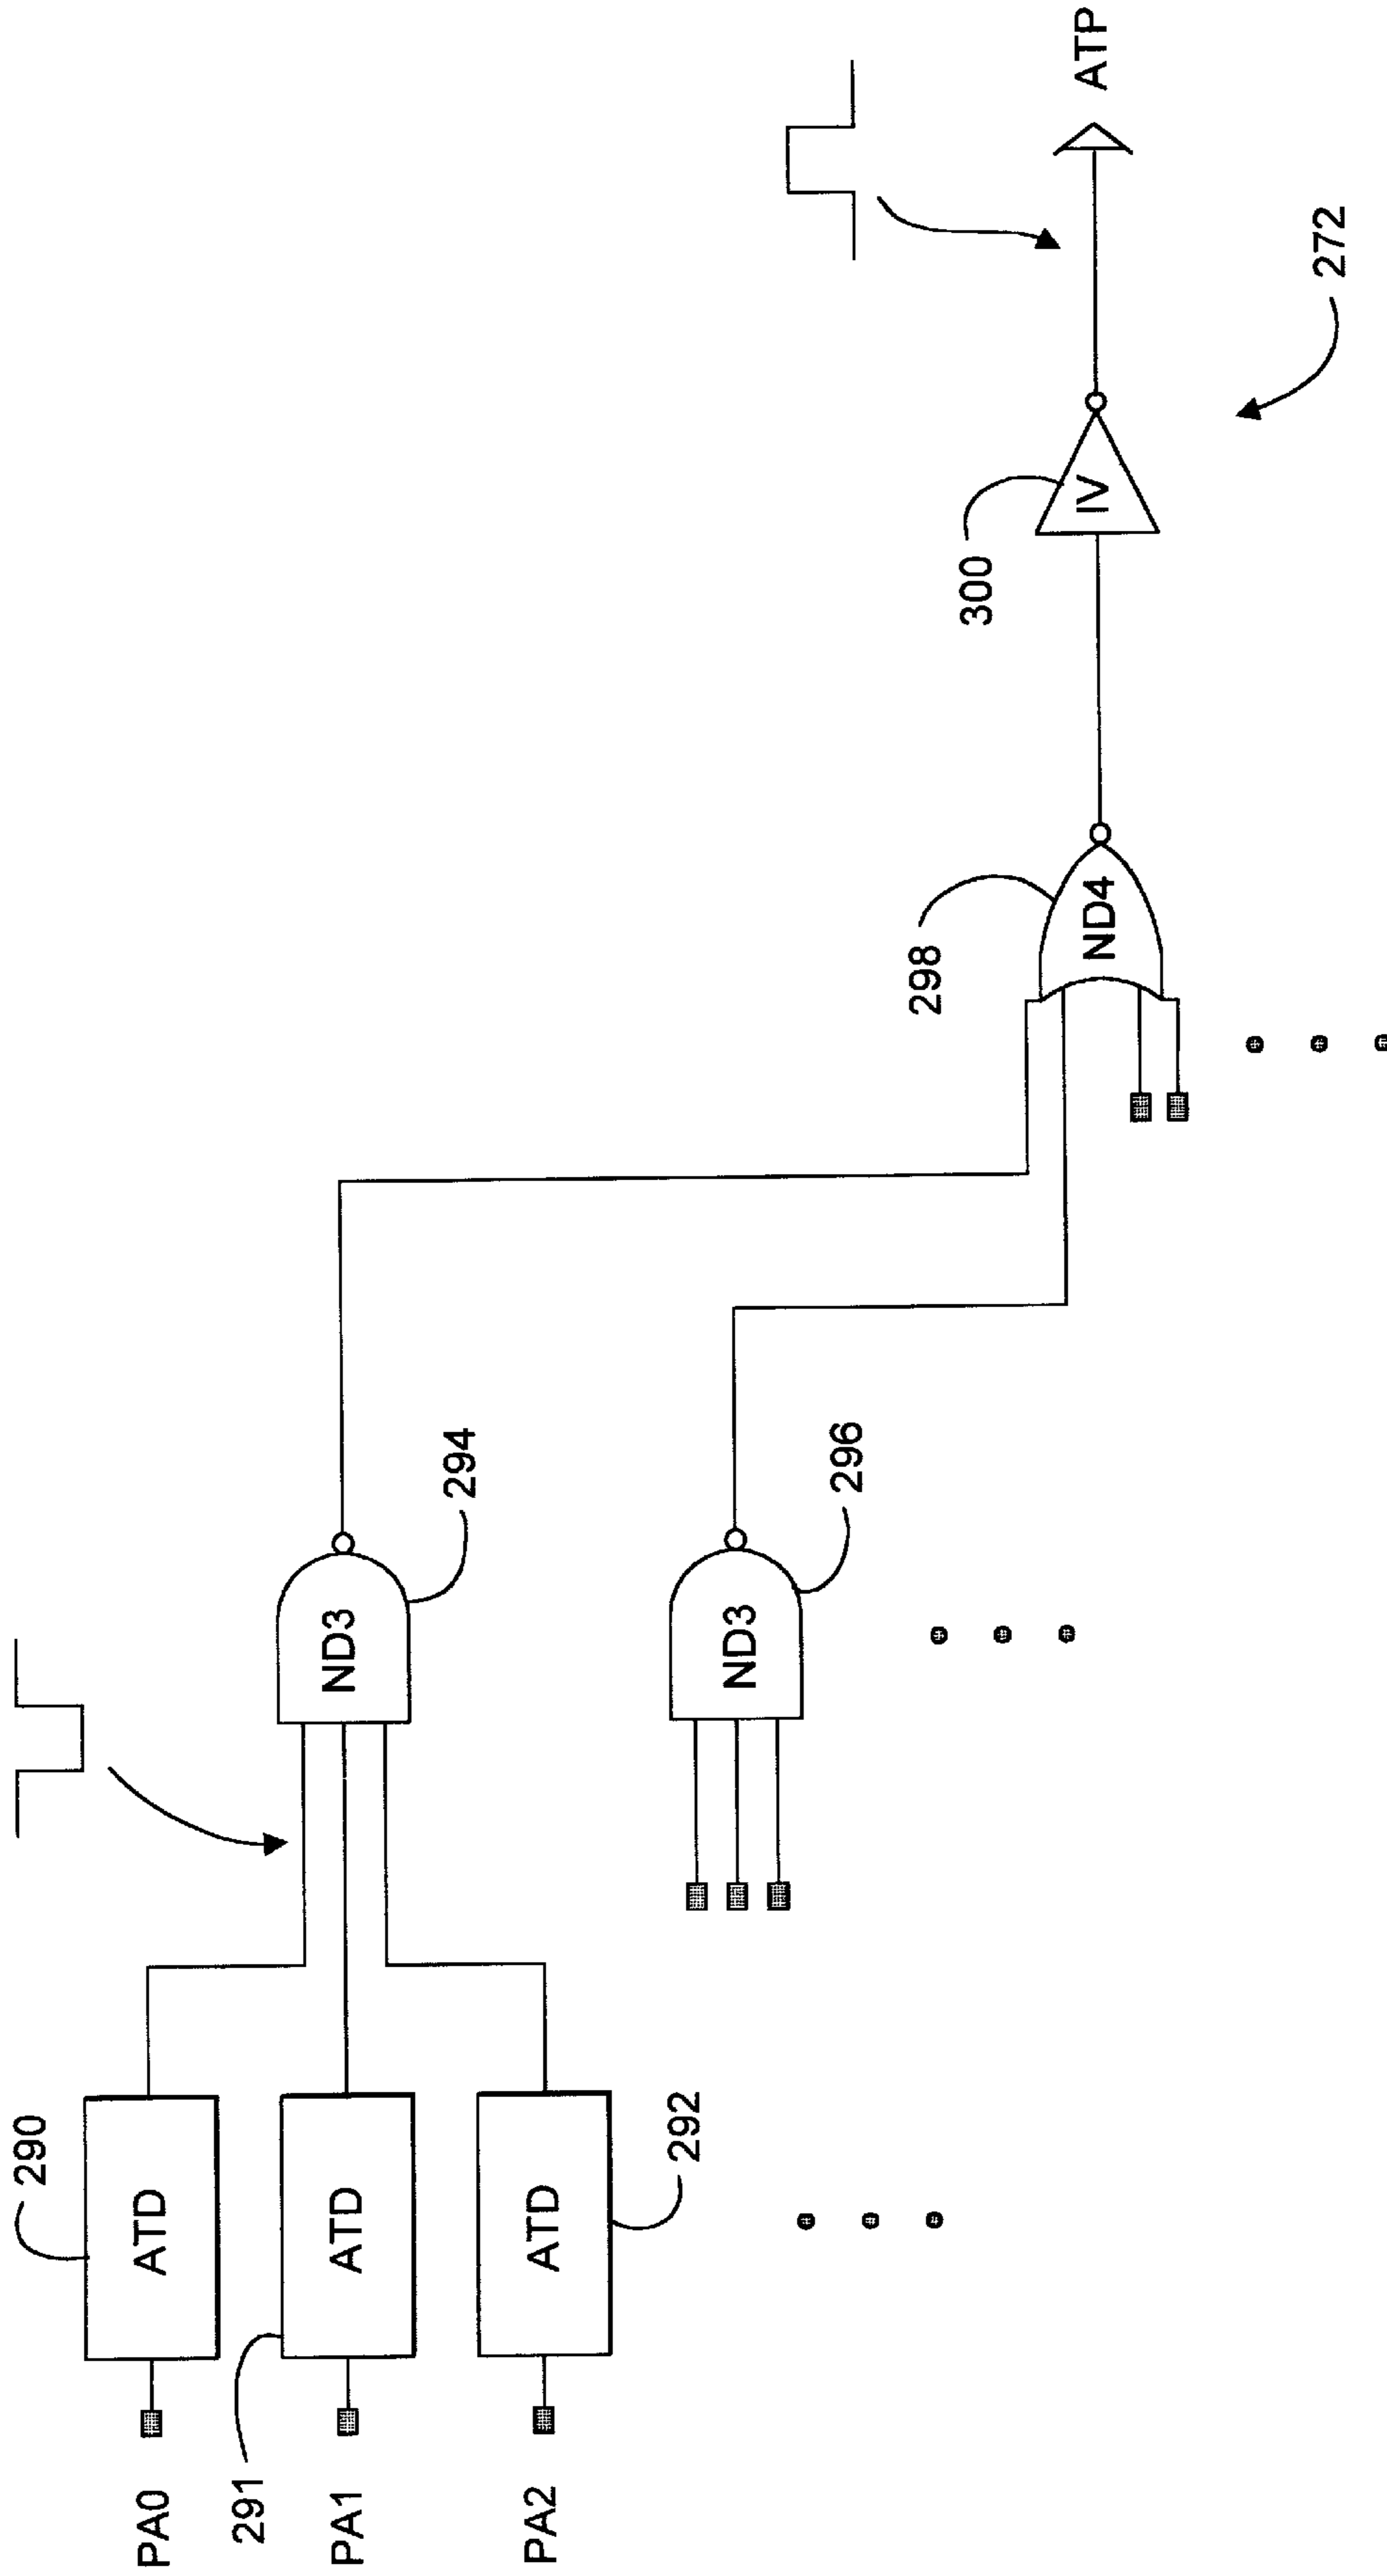 PA0
290
ATD
291
PA1
ATD
PA2
ATD
292
ND3
294
ND3
296
298
ND4
300
IV
272
ATP